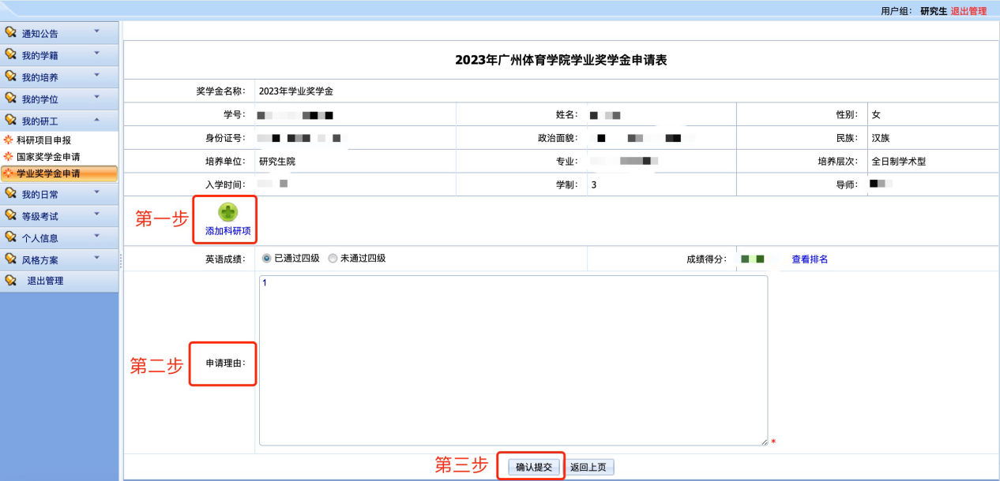 用户组： 研究生 退出管理
通知公告
我的学籍
我的培养
我的学位
我的研工
科研项目申报
国家奖学金申请
学业奖学金申请
我的日常
等级考试
个人信息
风格方案
退出管理
2023年广州体育学院学业奖学金申请表
奖学金名称： 2023年学业奖学金
学号： 姓名： 性别： 女
身份证号： 政治面貌： 民族： 汉族
培养单位： 研究生院 专业： 培养层次： 全日制学术型
入学时间： 学制： 3 导师：
第一步 添加科研项
英语成绩： 已通过四级 未通过四级 成绩得分： 查看排名
1
第二步 申请理由：
*
第三步 确认提交 返回上页